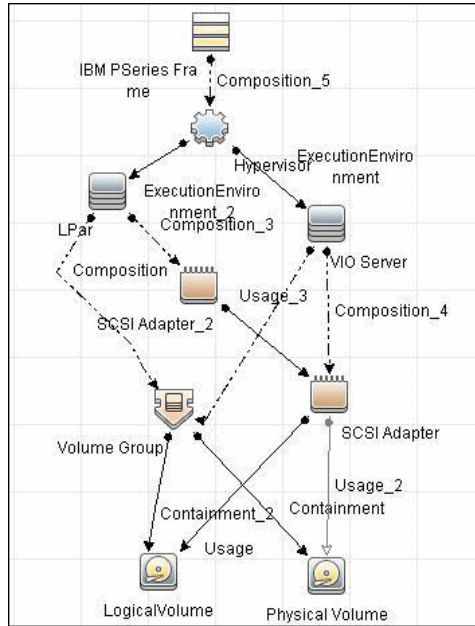 IBM PSeries Fra
me
Composition_5
Hypervisor
ExecutionEnviro
nment
ExecutionEnviro
nment_2
LPar
Composition_3
VIO Server
Composition
Usage_3
Composition_4
SCSI Adapter_2
Volume Group
SCSI Adapter
Usage_2
Containment_2
Containment
Usage
LogicalVolume
Physical Volume